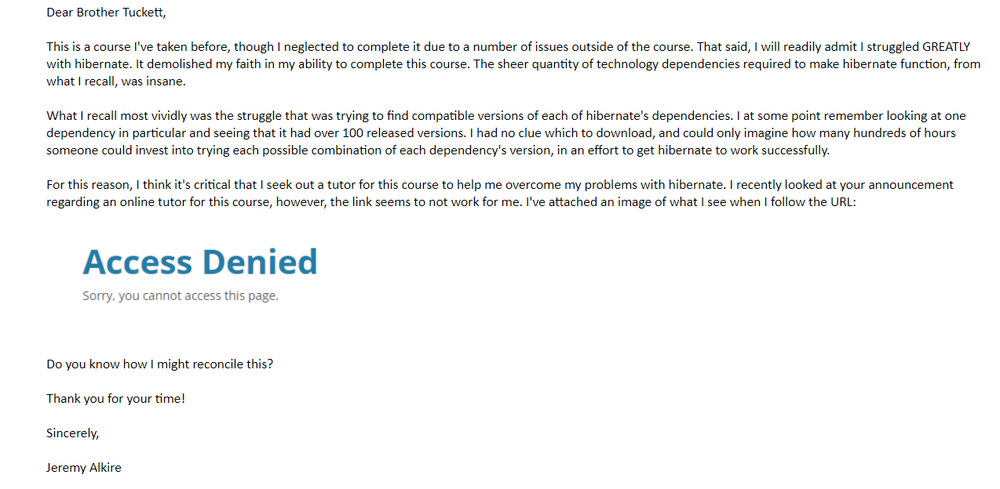 Dear Brother Tuckett,
This is a course I've taken before, though I neglected to complete it due to a number of issues outside of the course. That said, I will readily admit I struggled GREATLY
with hibernate. It demolished my faith in my ability to complete this course. The sheer quantity of technology dependencies required to make hibernate function, from
what I recall, was insane.
What I recall most vividly was the struggle that was trying to find compatible versions of each of hibernate's dependencies. I at some point remember looking at one
dependency in particular and seeing that it had over 100 released versions. I had no clue which to download, and could only imagine how many hundreds of hours
someone could invest into trying each possible combination of each dependency's version, in an effort to get hibernate to work successfully.
For this reason, I think it's critical that I seek out a tutor for this course to help me overcome my problems with hibernate. I recently looked at your announcement
regarding an online tutor for this course, however, the link seems to not work for me. I've attached an image of what I see when I follow the URL:
Access Denied
Sorry, you cannot access this page.
Do you know how I might reconcile this?
Thank you for your time!
Sincerely,
Jeremy Alkire